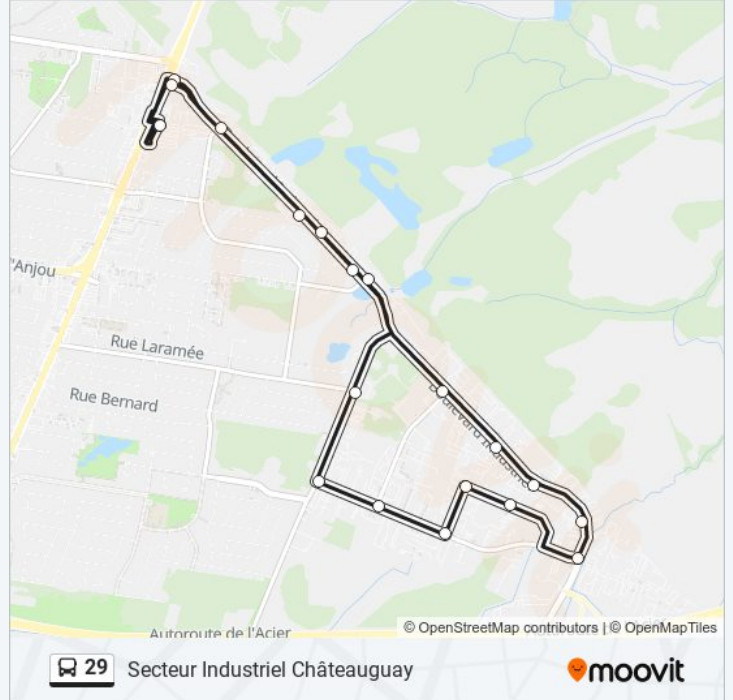 'Anjou
Rue Laramée
Rue Bernard
Autoroute de l'Acier
© OpenStreetMap contributors | © OpenMapTiles
29 Secteur Industriel Châteauguay
moovit